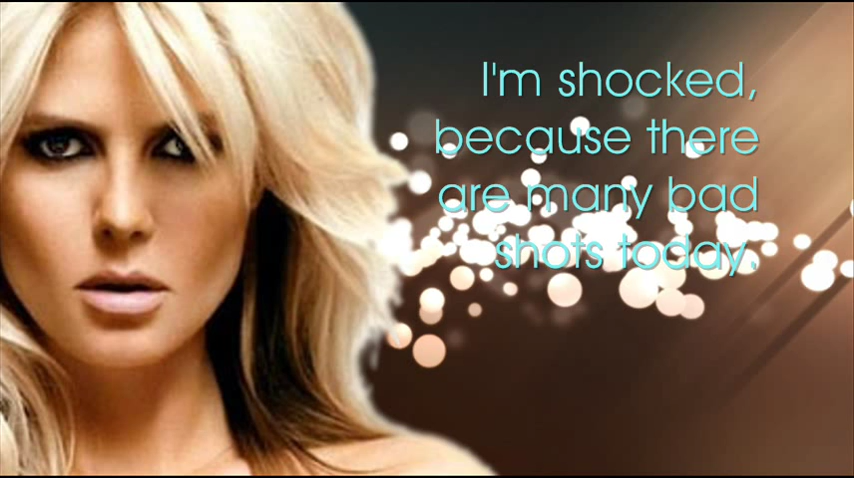 I'm shocked,
because there
are many bad
shots today.